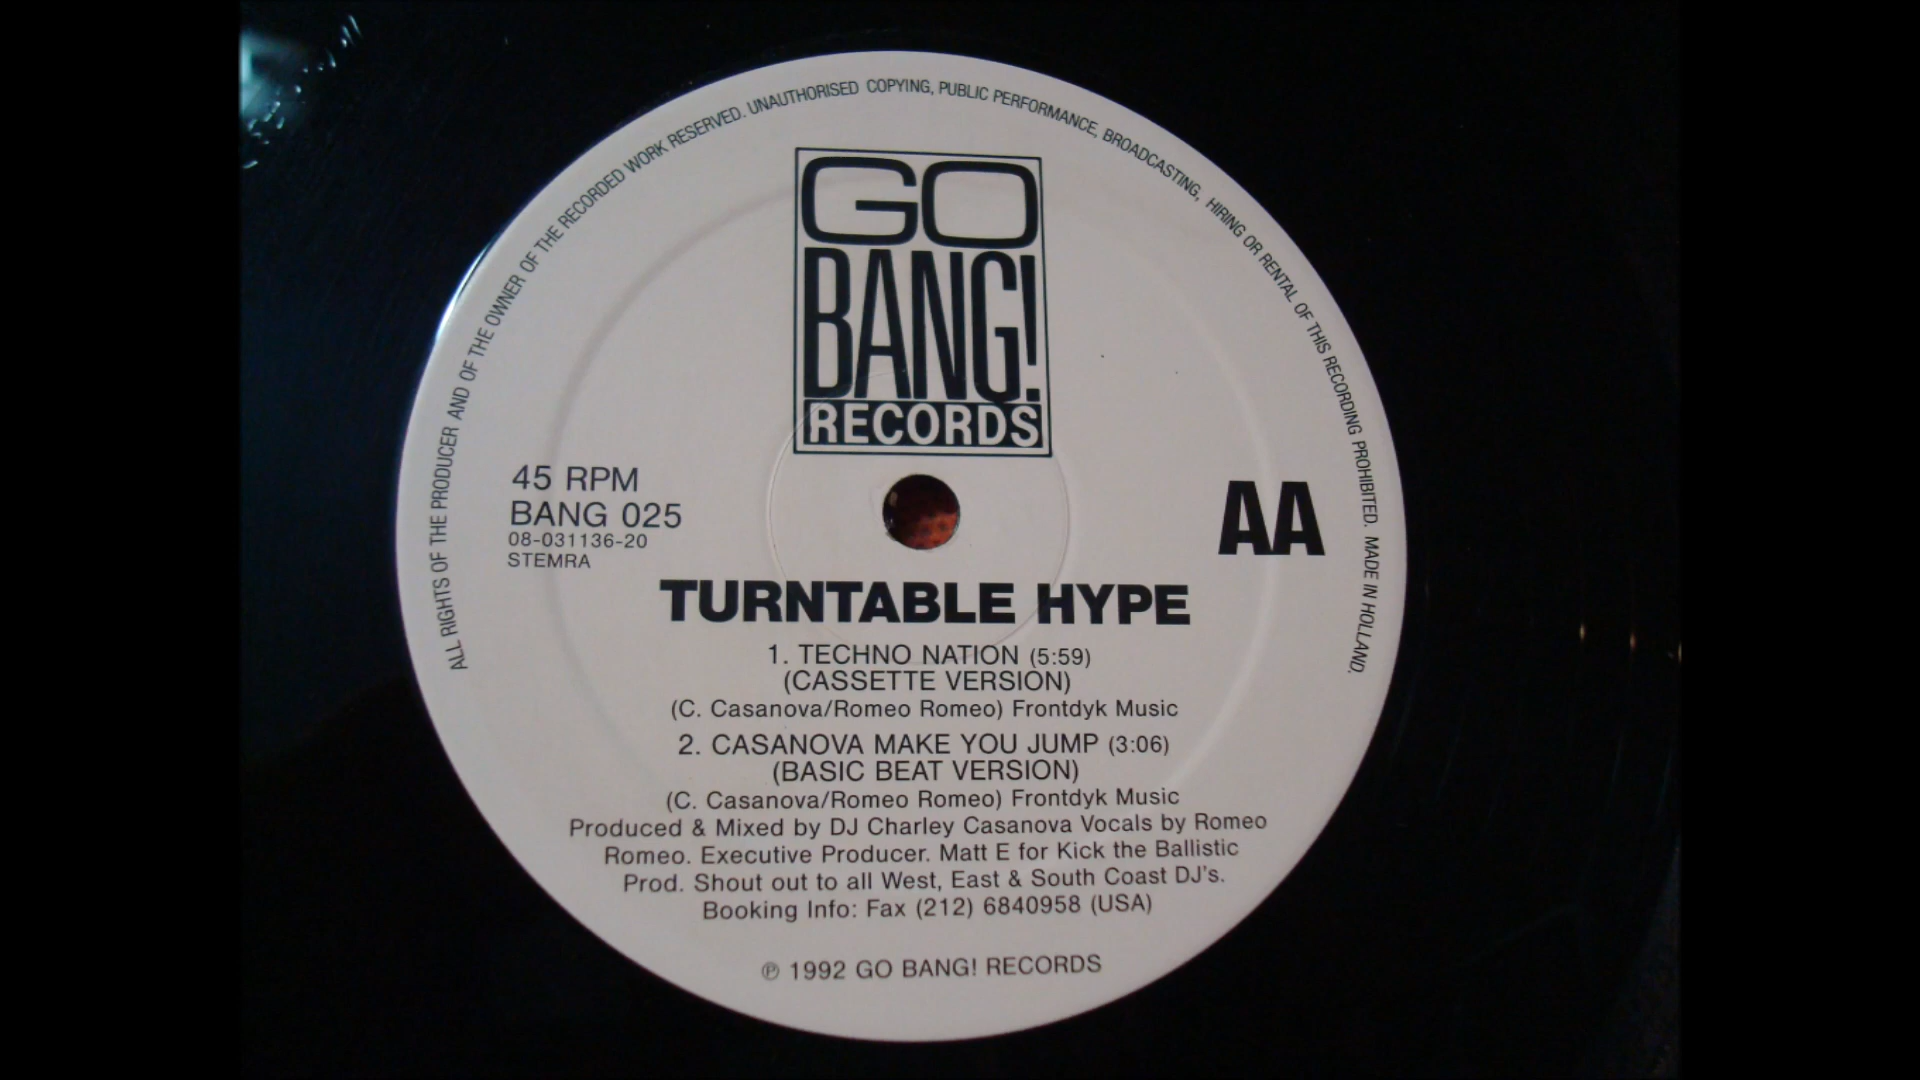 ALL RIGHTS OF THE PRODUCER AND OF THE OWNER OF THE RECORDED WORK RESERVED. UNAUTHORISED COPYING, PUBLIC PERFORMANCE, BROADCASTING, HIRING OR RENTAL OF THIS RECORDING PROHIBITED. MADE IN HOLLAND.
GO
BANG!
RECORDS
45 RPM
BANG 025
08-031136-20
STEMRA
AA
TURNTABLE HYPE
1. TECHNO NATION (5:59)
(CASSETTE VERSION)
(C. Casanova/Romeo Romeo) Frontdyk Music
2. CASANOVA MAKE YOU JUMP (3:06)
(BASIC BEAT VERSION)
(C. Casanova/Romeo Romeo) Frontdyk Music
Produced & Mixed by DJ Charley Casanova Vocals by Romeo
Romeo. Executive Producer. Matt E for Kick the Ballistic
Prod. Shout out to all West, East & South Coast DJ's.
Booking Info: Fax (212) 6840958 (USA)
℗ 1992 GO BANG! RECORDS